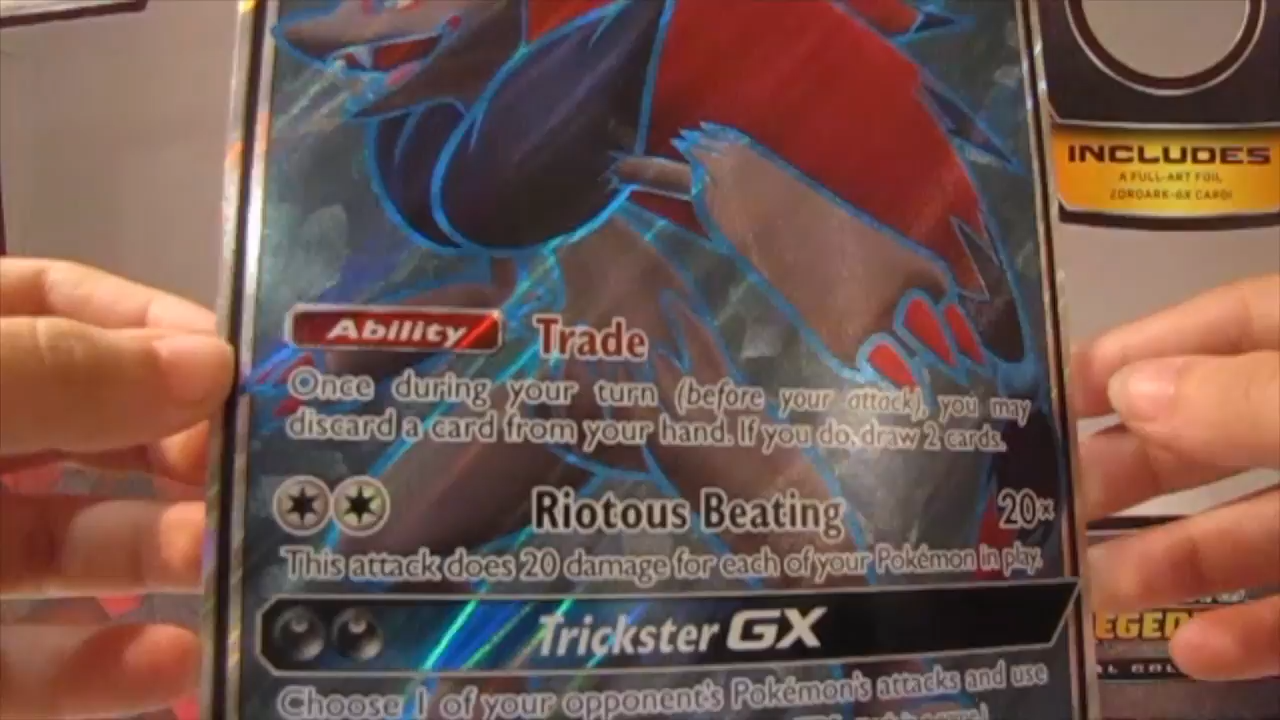 INCLUDES
A FULL-ART FOIL
ZOROARK-GX CARD!
Ability Trade
Once during your turn (before your attack), you may
discard a card from your hand. If you do, draw 2 cards.
Riotous Beating 20×
This attack does 20 damage for each of your Pokémon in play.
Trickster GX
Choose 1 of your opponent's Pokémon's attacks and use